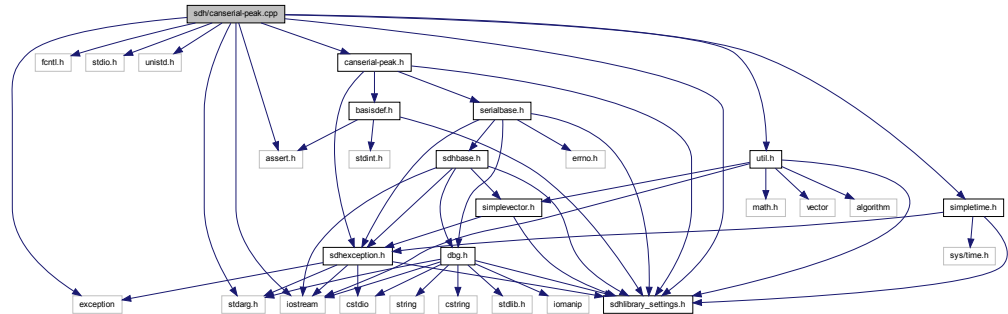 sdh/canserial-peak.cpp
fcntl.h
stdio.h
unistd.h
canserial-peak.h
basisdef.h
serialbase.h
assert.h
stdint.h
sdhbase.h
errno.h
util.h
simplevector.h
math.h
vector
algorithm
simpletime.h
sdhexception.h
dbg.h
sys/time.h
exception
stdarg.h
iostream
cstdio
string
cstring
stdlib.h
iomanip
sdhlibrary_settings.h